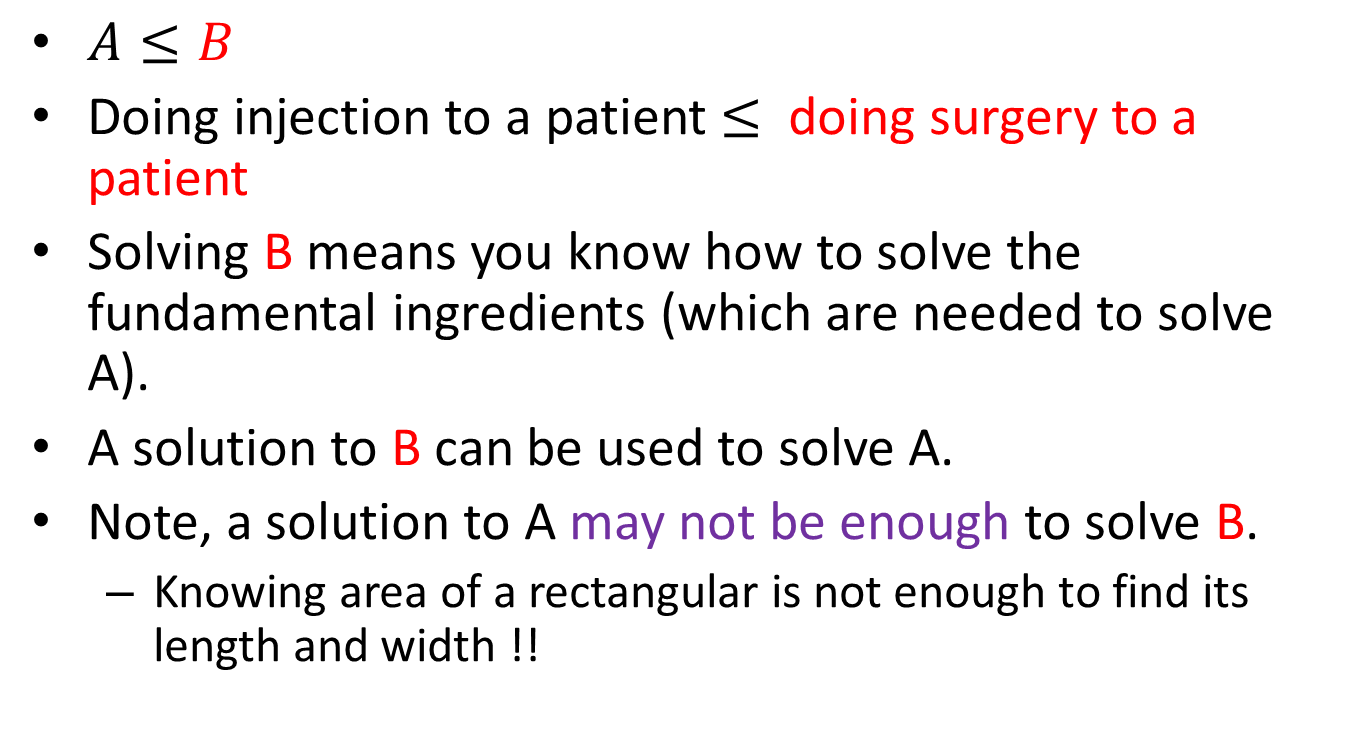 • A ≤ B
• Doing injection to a patient ≤ doing surgery to a
patient
• Solving B means you know how to solve the
fundamental ingredients (which are needed to solve
A).
• A solution to B can be used to solve A.
• Note, a solution to A may not be enough to solve B.
– Knowing area of a rectangular is not enough to find its
length and width !!